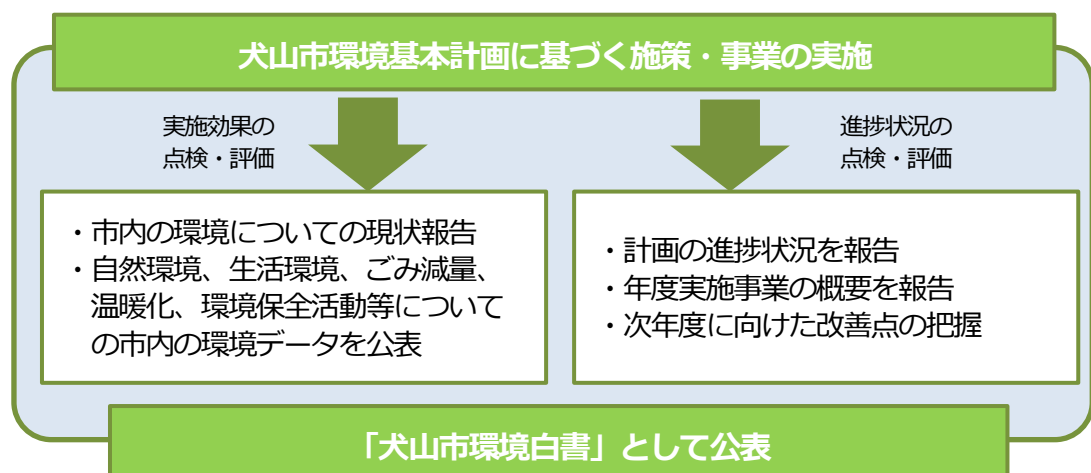 犬山市環境基本計画に基づく施策・事業の実施
実施効果の
点検・評価
進捗状況の
点検・評価
・市内の環境についての現状報告
・自然環境、生活環境、ごみ減量、
温暖化、環境保全活動等について
の市内の環境データを公表
・計画の進捗状況を報告
・年度実施事業の概要を報告
・次年度に向けた改善点の把握
「犬山市環境白書」として公表